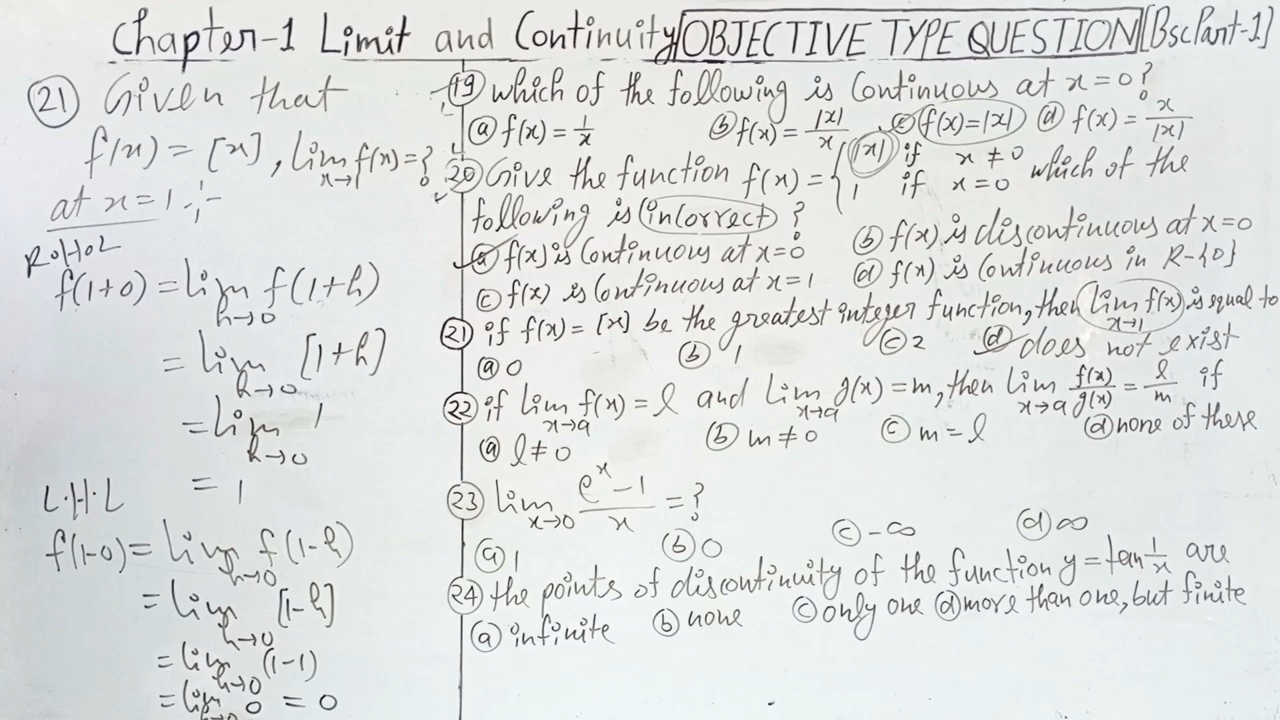 Chapter-1 Limit and Continuity [OBJECTIVE TYPE QUESTION] [Bsc Part-1]
(21) Given that
f(x) = [x], lim x→1 f(x) = ?
at x = 1 :-
R·H·L
f(1+0) = lim h→0 f(1+h)
= lim h→0 [1+h]
= lim h→0 1
= 1
L·H·L
f(1-0) = lim h→0 f(1-h)
= lim h→0 [1-h]
= lim h→0 (1-1)
= lim h→0 0 = 0
(19) which of the following is Continuous at x=0?
(a) f(x) = 1/x (b) f(x) = |x|/x (c) f(x) = |x| (d) f(x) = x/|x|
(20) Give the function f(x) = { |x| if x ≠ 0
1 if x = 0 which of the
following is incorrect ?
(a) f(x) is Continuous at x=0 (b) f(x) is discontinuous at x=0
(c) f(x) is Continuous at x=1 (d) f(x) is Continuous in R-{0}
(21) if f(x) = [x] be the greatest integer function, then lim x→1 f(x) is equal to
(a) 0 (b) 1 (c) 2 (d) does not exist
(22) if lim x→a f(x) = l and lim x→a g(x) = m, then lim x→a f(x)/g(x) = l/m if
(a) l≠0 (b) m≠0 (c) m=l (d) none of these
(23) lim x→0 (e^x - 1)/x = ?
(a) 1 (b) 0 (c) -∞ (d) ∞
(24) the points of discontinuity of the function y = tan 1/x are
(a) infinite (b) none (c) only one (d) more than one, but finite